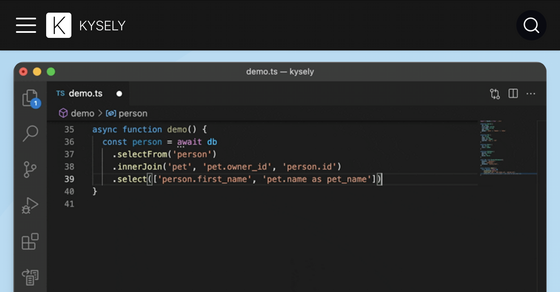 K KYSELY
demo.ts — kysely
TS demo.ts
demo > person
1
35 async function demo() {
36 const person = await db
37 .selectFrom('person')
38 .innerJoin('pet', 'pet.owner_id', 'person.id')
39 .select(['person.first_name', 'pet.name as pet_name'])
40 }
41